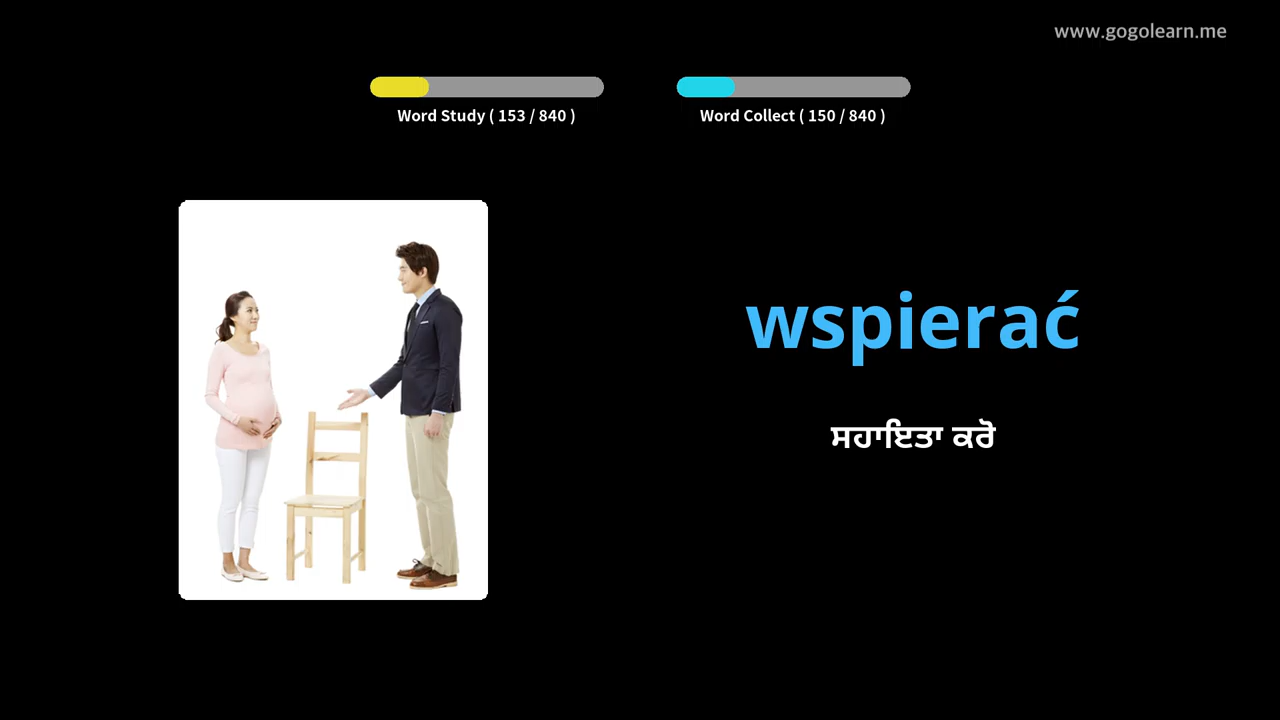 www.gogolearn.me
Word Study ( 153 / 840 )
Word Collect ( 150 / 840 )
wspierać
ਸਹਾਇਤਾ ਕਰੋ